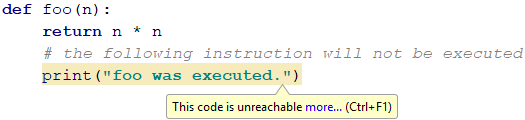 def foo(n):
    return n * n
    # the following instruction will not be executed
    print("foo was executed.")
This code is unreachable more... (Ctrl+F1)